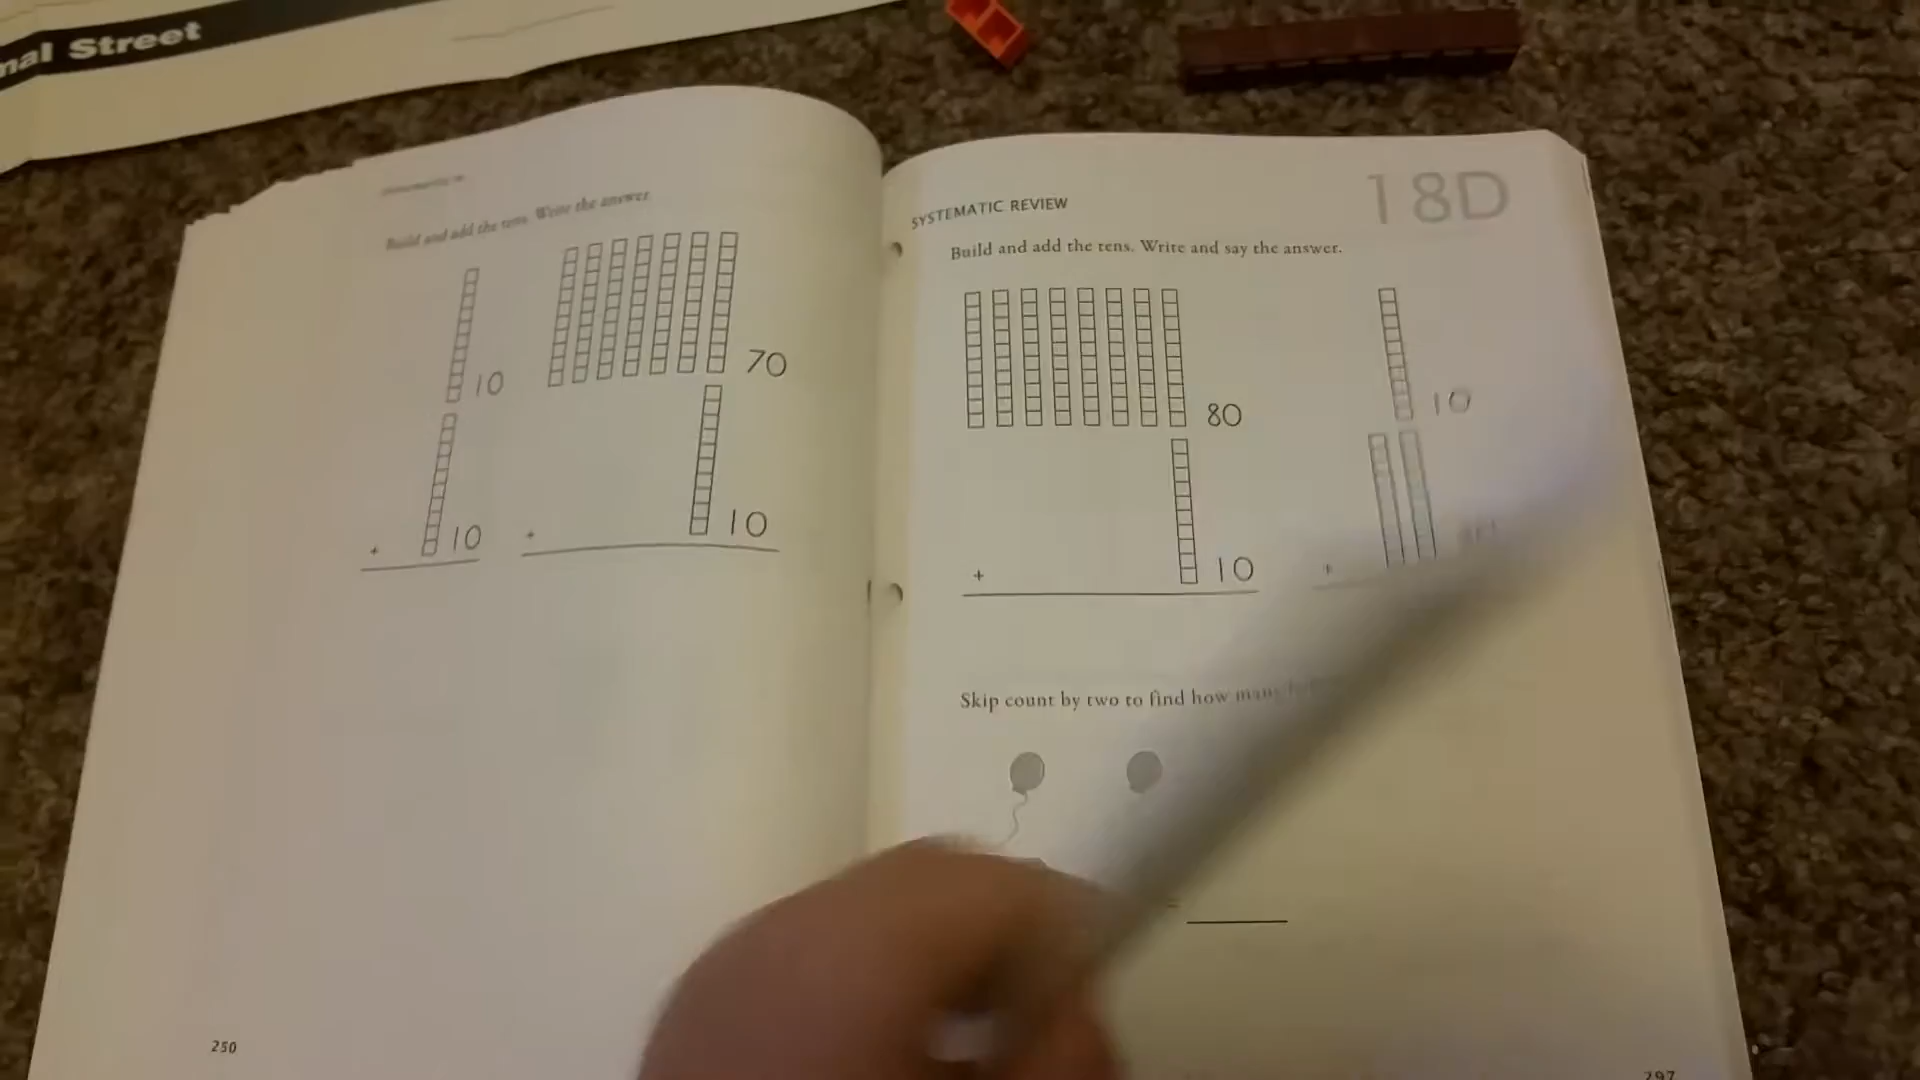 nal Street
Build and add the tens. Write the answer.
10
70
+ 10
+ 10
250
SYSTEMATIC REVIEW
18D
Build and add the tens. Write and say the answer.
80
10
+ 10
+
Skip count by two to find how many
=
297